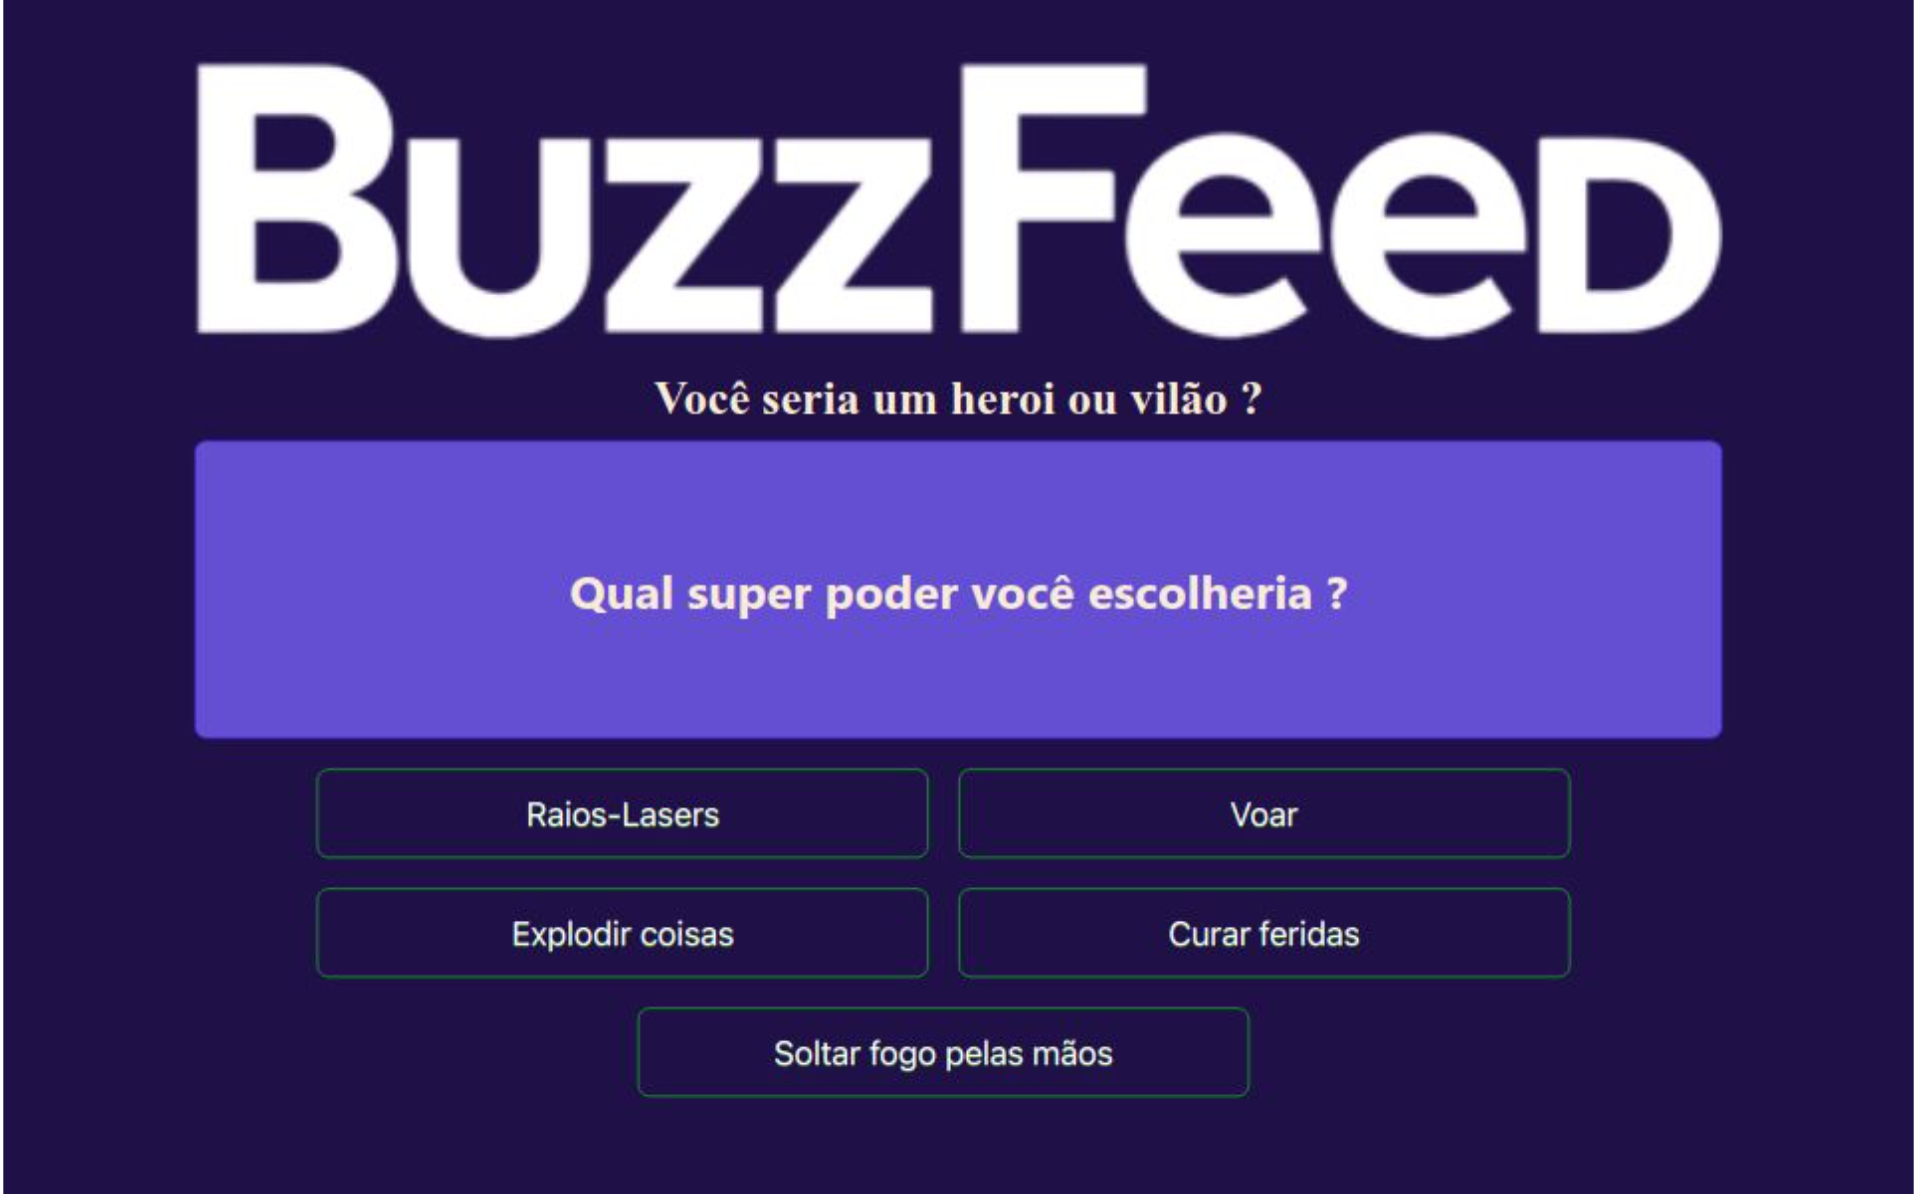 BuzzFeeD
Você seria um heroi ou vilão ?
Qual super poder você escolheria ?
Raios-Lasers
Voar
Explodir coisas
Curar feridas
Soltar fogo pelas mãos